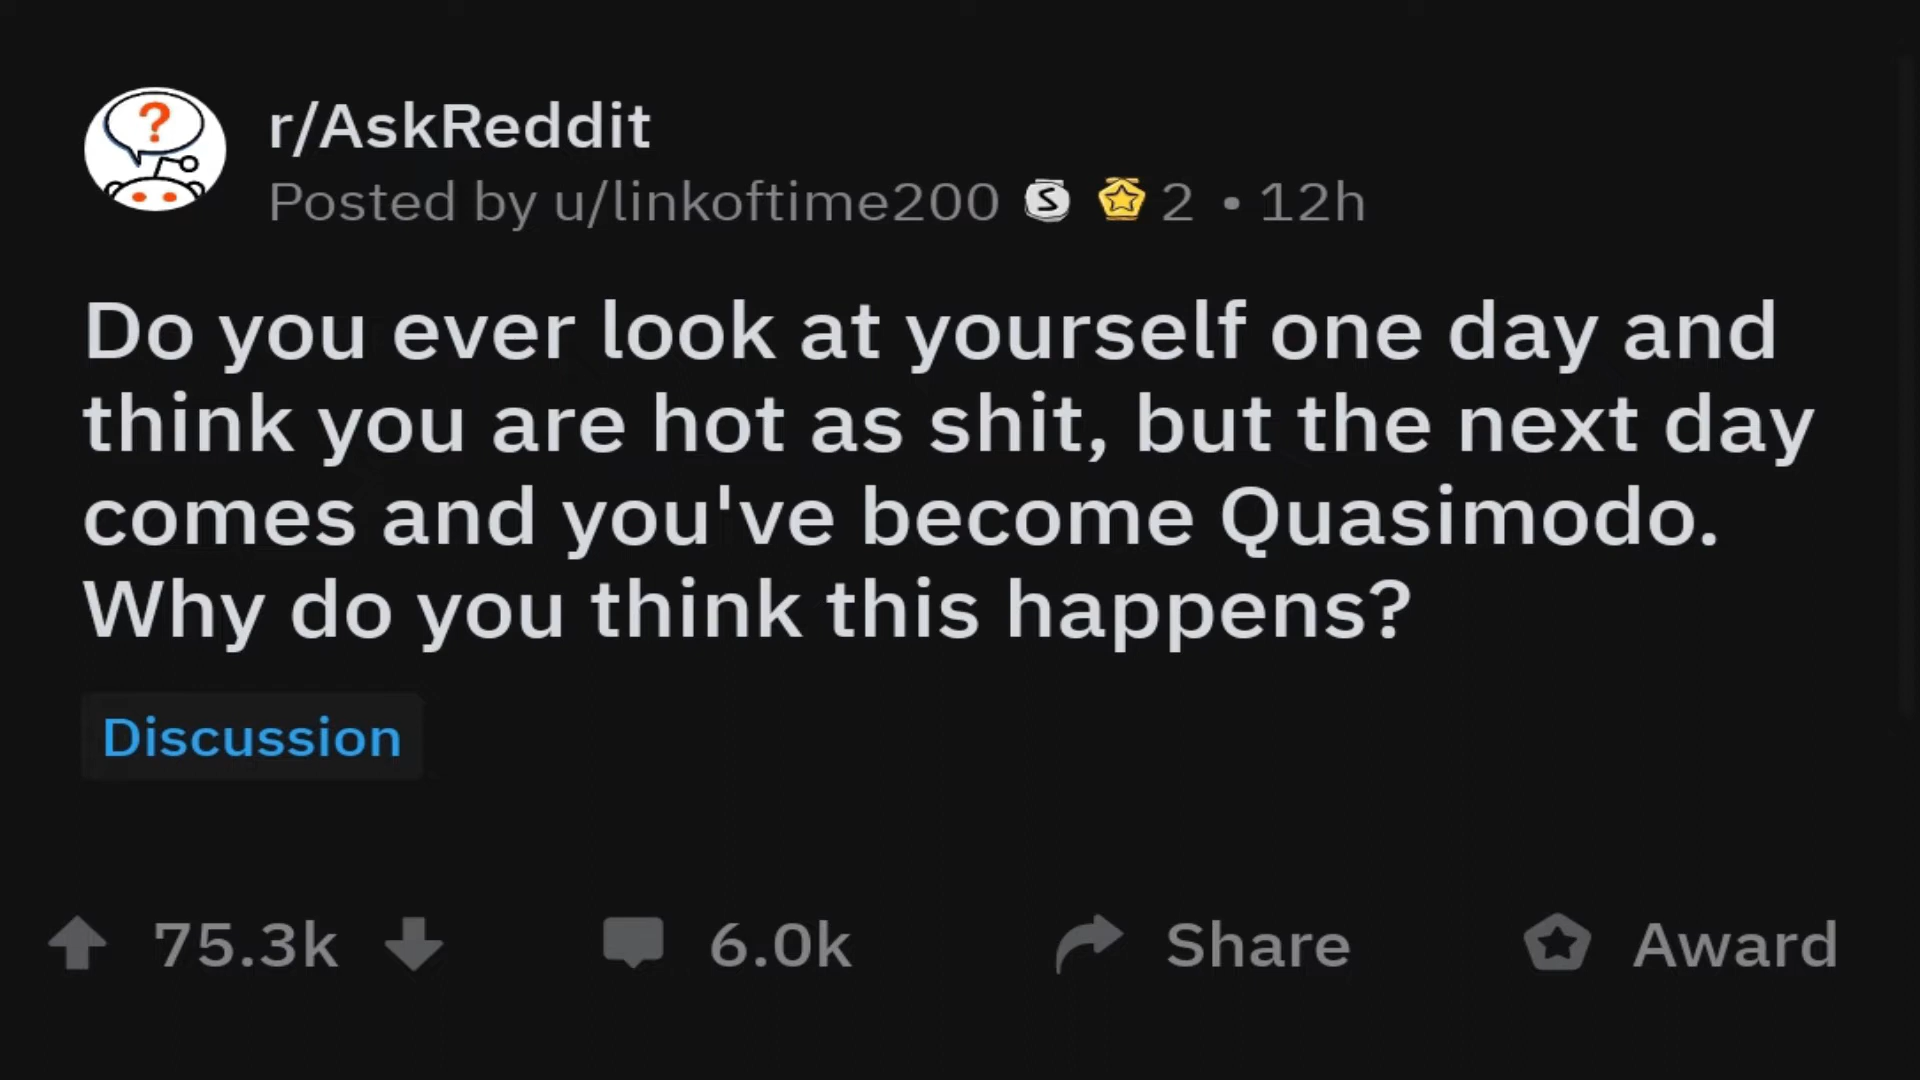 r/AskReddit
Posted by u/linkoftime200 S 2 • 12h
Do you ever look at yourself one day and
think you are hot as shit, but the next day
comes and you've become Quasimodo.
Why do you think this happens?
Discussion
75.3k 6.0k Share Award